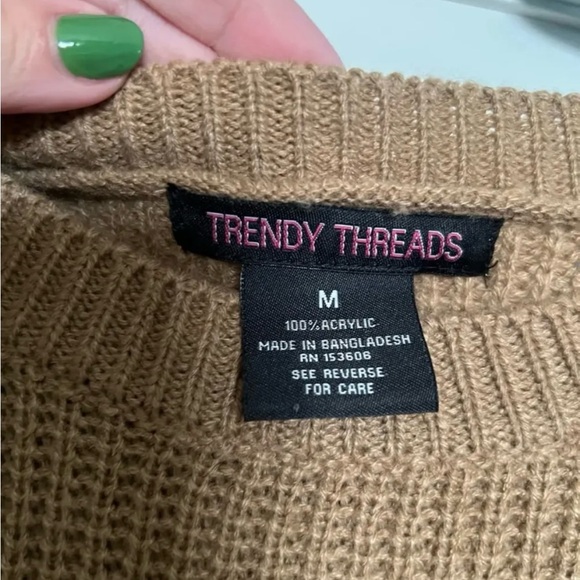 TRENDY THREADS
M
100% ACRYLIC
MADE IN BANGLADESH
RN 153608
SEE REVERSE
FOR CARE